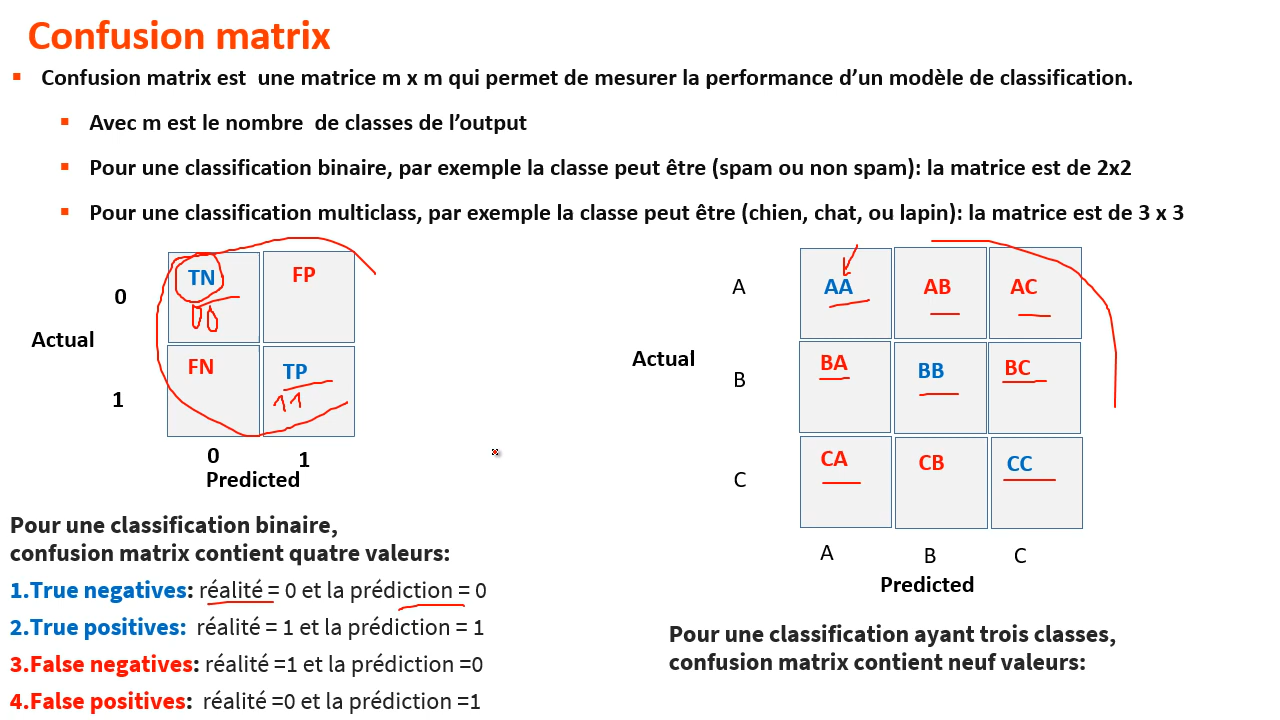 Confusion matrix
Confusion matrix est une matrice m x m qui permet de mesurer la performance d’un modèle de classification.
Avec m est le nombre de classes de l’output
Pour une classification binaire, par exemple la classe peut être (spam ou non spam): la matrice est de 2x2
Pour une classification multiclass, par exemple la classe peut être (chien, chat, ou lapin): la matrice est de 3 x 3
TN FP
0
00
Actual
FN TP
1
11
0 1
Predicted
A AA AB AC
Actual
B BA BB BC
C CA CB CC
A B C
Predicted
Pour une classification binaire,
confusion matrix contient quatre valeurs:
1.True negatives: réalité = 0 et la prédiction = 0
2.True positives: réalité = 1 et la prédiction = 1
3.False negatives: réalité =1 et la prédiction =0
4.False positives: réalité =0 et la prédiction =1
Pour une classification ayant trois classes,
confusion matrix contient neuf valeurs: